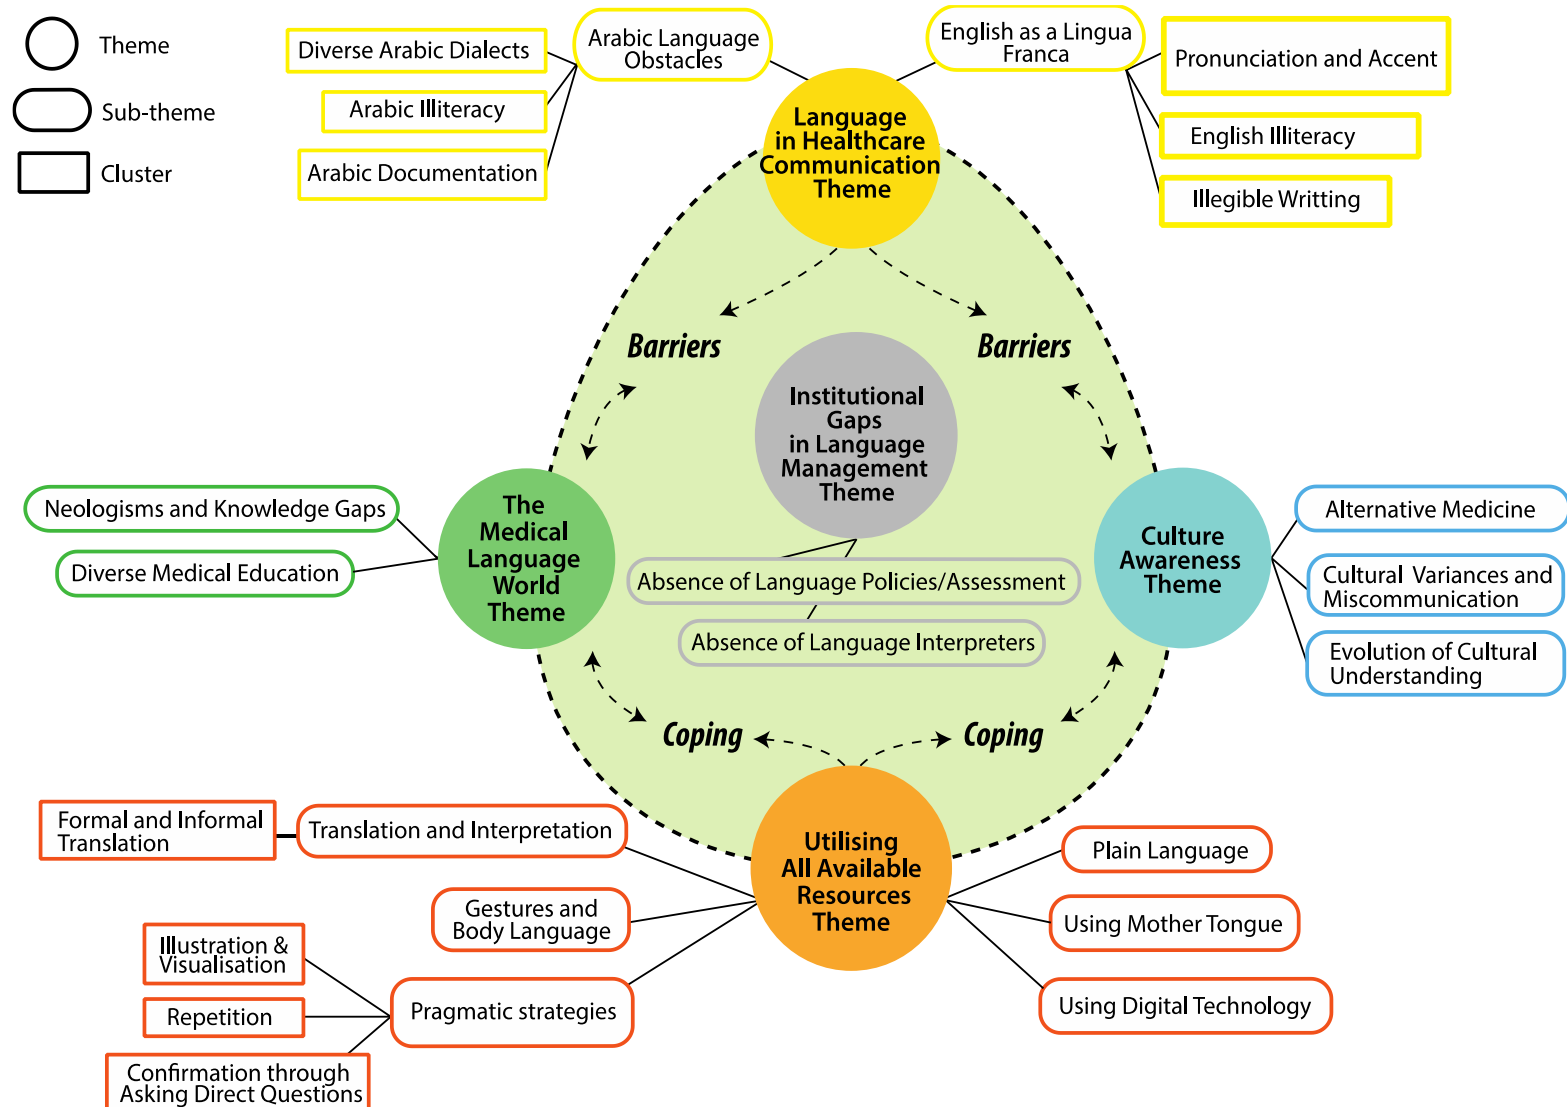 Theme
Sub-theme
Cluster
Diverse Arabic Dialects
Arabic Illiteracy
Arabic Documentation
Arabic Language
Obstacles
English as a Lingua
Franca
Pronunciation and Accent
English Illiteracy
Illegible Writting
Language
in Healthcare
Communication
Theme
Barriers
Barriers
Institutional
Gaps
in Language
Management
Theme
Absence of Language Policies/Assessment
Absence of Language Interpreters
Neologisms and Knowledge Gaps
Diverse Medical Education
The
Medical
Language
World
Theme
Culture
Awareness
Theme
Alternative Medicine
Cultural Variances and
Miscommunication
Evolution of Cultural
Understanding
Coping
Coping
Utilising
All Available
Resources
Theme
Formal and Informal
Translation
Translation and Interpretation
Gestures and
Body Language
Illustration &
Visualisation
Repetition
Confirmation through
Asking Direct Questions
Pragmatic strategies
Plain Language
Using Mother Tongue
Using Digital Technology